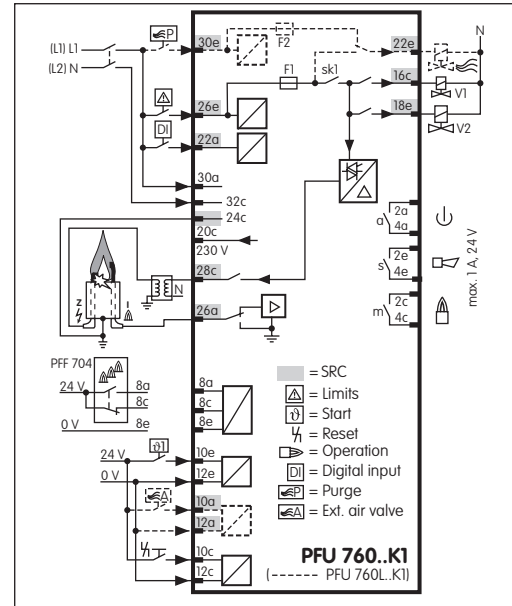 P
(L1) L1
(L2) N
30e
F2
22e
N
F1
sk1
16c
V1
26e
18e
V2
DI
22a
30a
32c
24c
20c
230 V
28c
N
26a
Z
I
a
2a
4a
s
2e
4e
m
2c
4c
max. 1 A, 24 V
PFF 704
24 V
8a
8c
0 V
8e
8a
8c
8e
= SRC
= Limits
ϑ = Start
= Reset
= Operation
DI = Digital input
P = Purge
A = Ext. air valve
24 V
ϑ1
10e
0 V
12e
A
10a
12a
10c
12c
PFU 760..K1
(------ PFU 760L..K1)